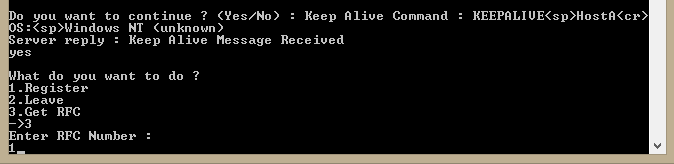 Do you want to continue ? (Yes/No) : Keep Alive Command : KEEPALIVE<sp>HostA<cr>
OS:<sp>Windows NT (unknown)
Server reply : Keep Alive Message Received
yes
What do you want to do ?
1.Register
2.Leave
3.Get RFC
->3
Enter RFC Number :
1_